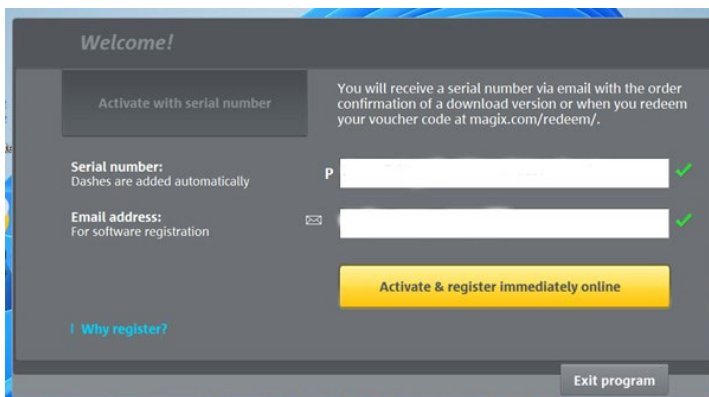 Welcome!
Activate with serial number
You will receive a serial number via email with the order
confirmation of a download version or when you redeem
your voucher code at magix.com/redeem/.
Serial number:
Dashes are added automatically
P
Email address:
For software registration
Activate & register immediately online
Why register?
Exit program